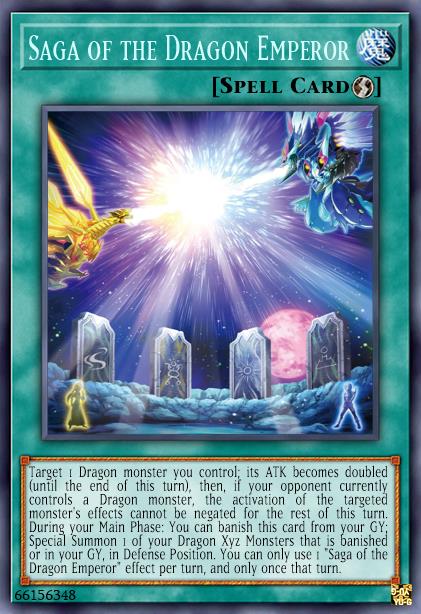 SAGA OF THE DRAGON EMPEROR
魔
[SPELL CARD]
Target 1 Dragon monster you control; its ATK becomes doubled
(until the end of this turn), then, if your opponent currently
controls a Dragon monster, the activation of the targeted
monster's effects cannot be negated for the rest of this turn.
During your Main Phase: You can banish this card from your GY;
Special Summon 1 of your Dragon Xyz Monsters that is banished
or in your GY, in Defense Position. You can only use 1 "Saga of the
Dragon Emperor" effect per turn, and only once that turn.
66156348